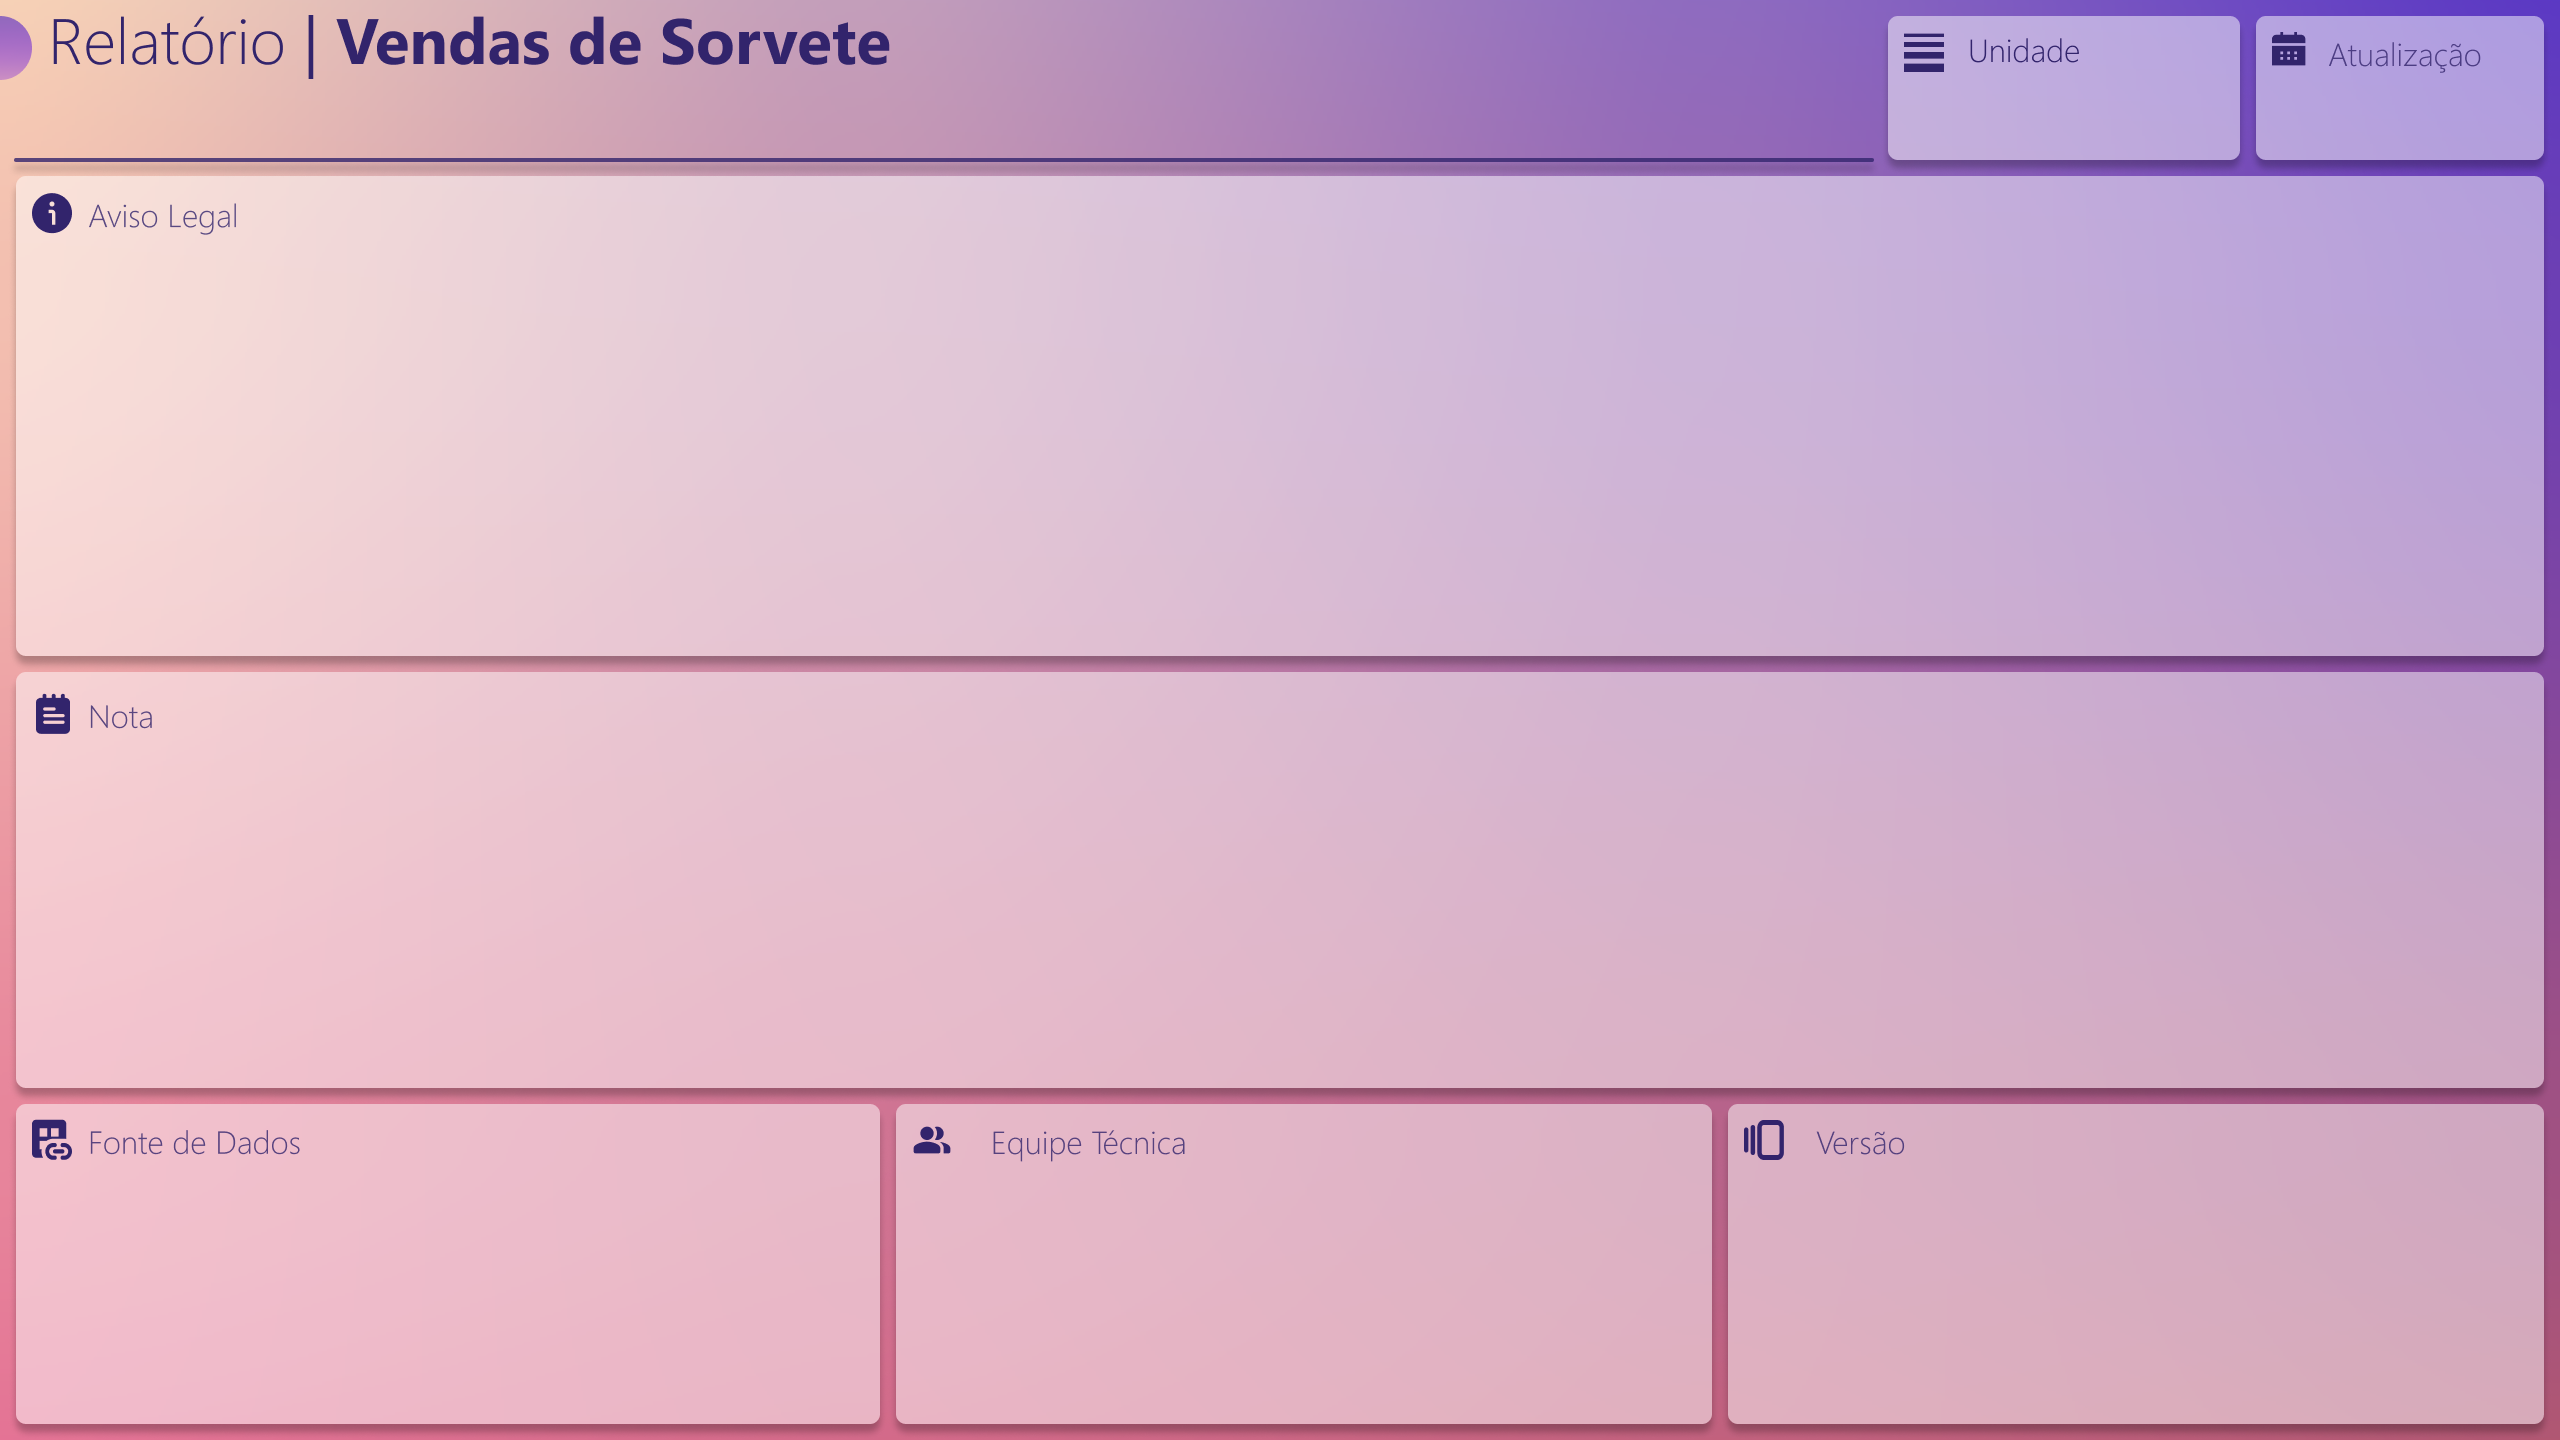 Relatório | Vendas de Sorvete
Unidade
Atualização
Aviso Legal
Nota
Fonte de Dados
Equipe Técnica
Versão